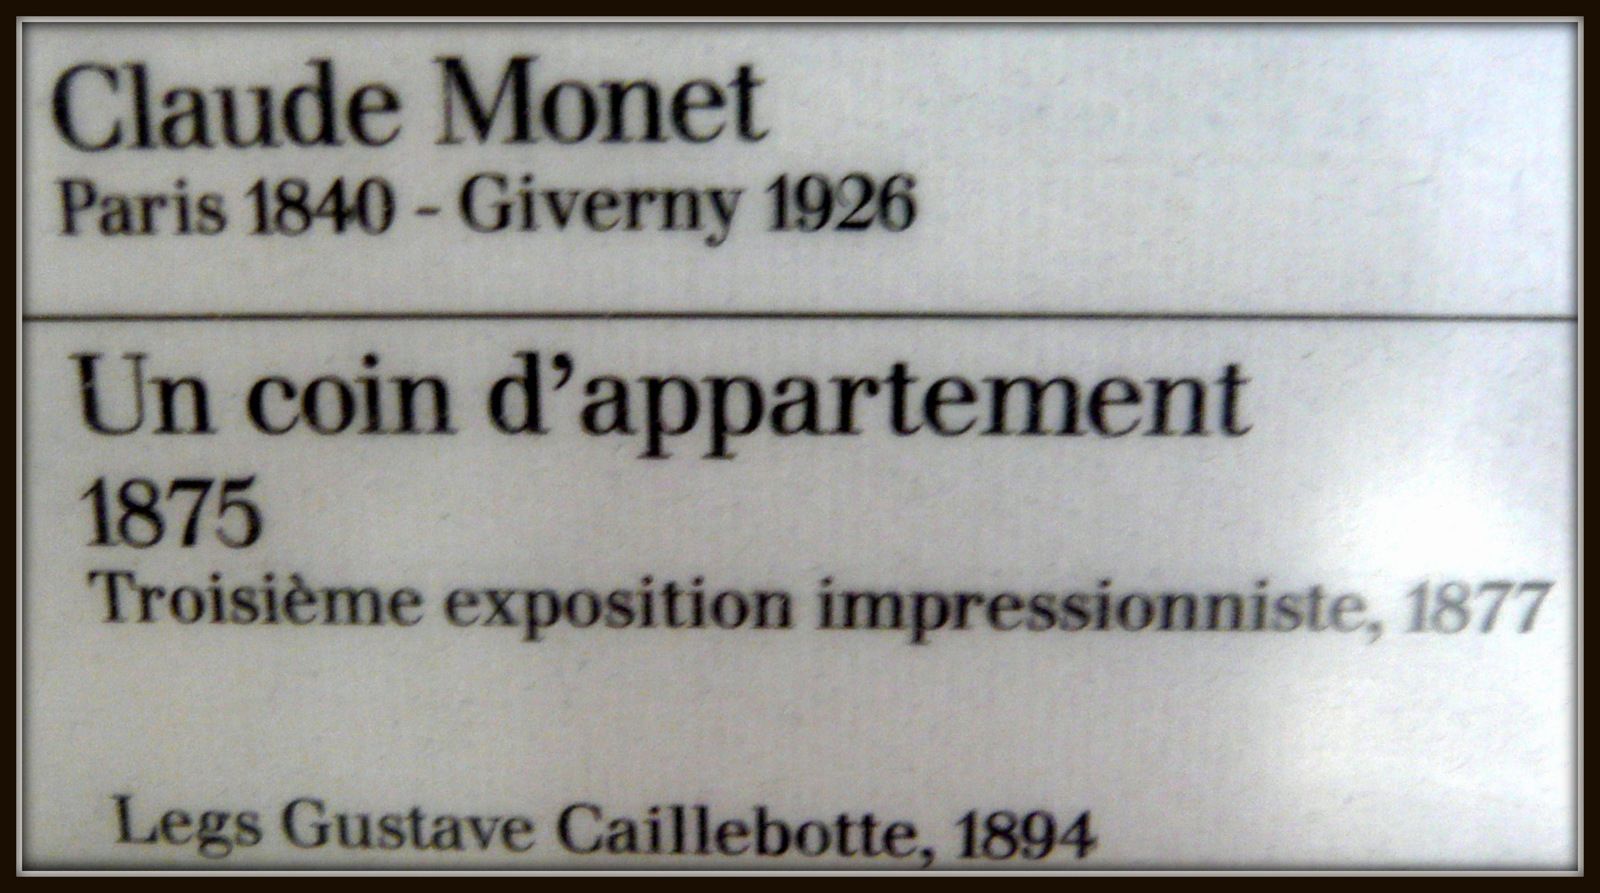 Claude Monet
Paris 1840 - Giverny 1926
Un coin d'appartement
1875
Troisième exposition impressionniste, 1877
Legs Gustave Caillebotte, 1894